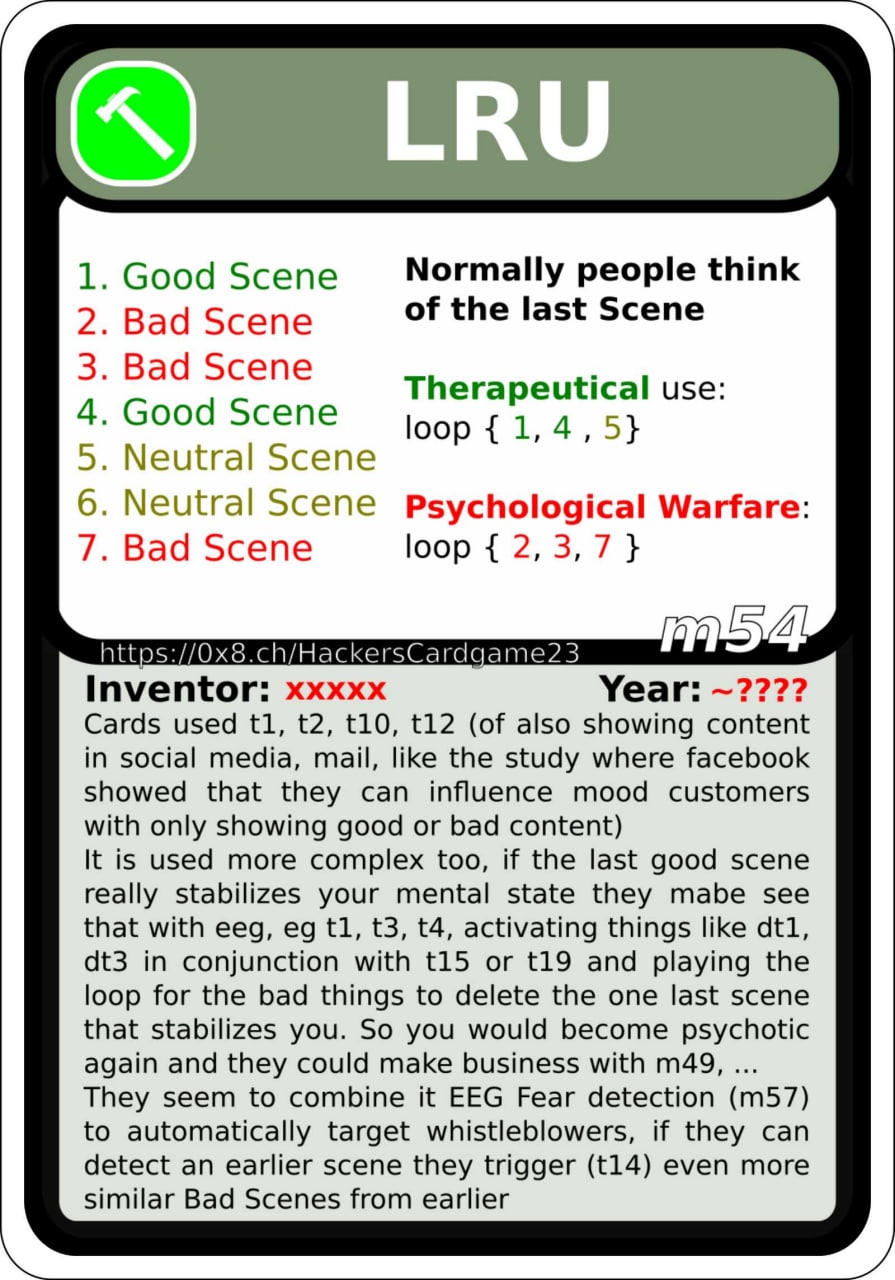 LRU
1. Good Scene
2. Bad Scene
3. Bad Scene
4. Good Scene
5. Neutral Scene
6. Neutral Scene
7. Bad Scene
Normally people think
of the last Scene
Therapeutical use:
loop { 1, 4 , 5}
Psychological Warfare:
loop { 2, 3, 7 }
m54
https://0x8.ch/HackersCardgame23
Inventor: xxxxx Year: ~????
Cards used t1, t2, t10, t12 (of also showing content
in social media, mail, like the study where facebook
showed that they can influence mood customers
with only showing good or bad content)
It is used more complex too, if the last good scene
really stabilizes your mental state they mabe see
that with eeg, eg t1, t3, t4, activating things like dt1,
dt3 in conjunction with t15 or t19 and playing the
loop for the bad things to delete the one last scene
that stabilizes you. So you would become psychotic
again and they could make business with m49, ...
They seem to combine it EEG Fear detection (m57)
to automatically target whistleblowers, if they can
detect an earlier scene they trigger (t14) even more
similar Bad Scenes from earlier